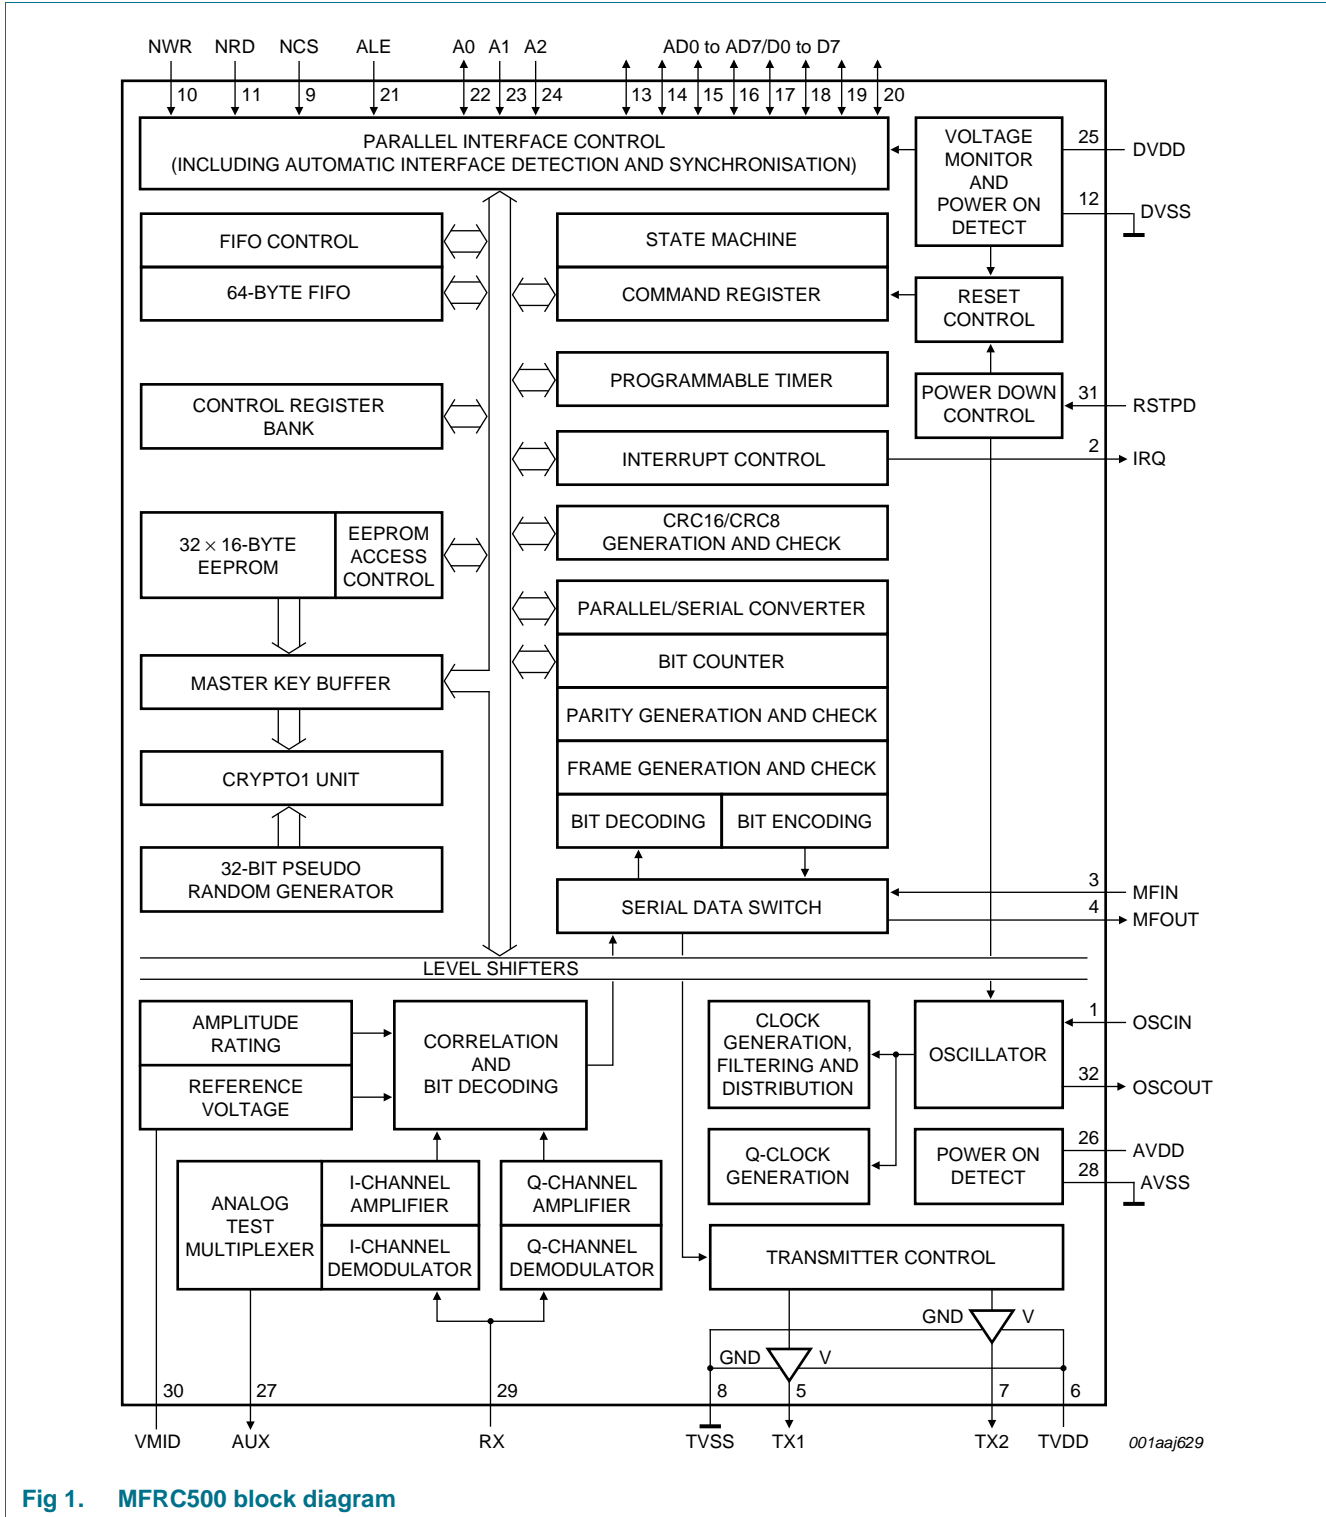 NWR NRD NCS ALE A0 A1 A2 AD0 to AD7/D0 to D7
10 11 9 21 22 23 24 13 14 15 16 17 18 19 20
PARALLEL INTERFACE CONTROL
(INCLUDING AUTOMATIC INTERFACE DETECTION AND SYNCHRONISATION)
VOLTAGE
MONITOR
AND
POWER ON
DETECT
25 DVDD
12 DVSS
FIFO CONTROL
64-BYTE FIFO
STATE MACHINE
COMMAND REGISTER
RESET
CONTROL
PROGRAMMABLE TIMER
CONTROL REGISTER
BANK
POWER DOWN
CONTROL
31 RSTPD
INTERRUPT CONTROL
2 IRQ
32 × 16-BYTE
EEPROM
EEPROM
ACCESS
CONTROL
CRC16/CRC8
GENERATION AND CHECK
PARALLEL/SERIAL CONVERTER
BIT COUNTER
MASTER KEY BUFFER
PARITY GENERATION AND CHECK
FRAME GENERATION AND CHECK
CRYPTO1 UNIT
BIT DECODING BIT ENCODING
32-BIT PSEUDO
RANDOM GENERATOR
SERIAL DATA SWITCH
3 MFIN
4 MFOUT
LEVEL SHIFTERS
AMPLITUDE
RATING
REFERENCE
VOLTAGE
CORRELATION
AND
BIT DECODING
CLOCK
GENERATION,
FILTERING AND
DISTRIBUTION
OSCILLATOR
1 OSCIN
32 OSCOUT
Q-CLOCK
GENERATION
POWER ON
DETECT
26 AVDD
28 AVSS
ANALOG
TEST
MULTIPLEXER
I-CHANNEL
AMPLIFIER
I-CHANNEL
DEMODULATOR
Q-CHANNEL
AMPLIFIER
Q-CHANNEL
DEMODULATOR
TRANSMITTER CONTROL
GND V
GND V
30 27 29 8 5 7 6
VMID AUX RX TVSS TX1 TX2 TVDD
001aaj629
Fig 1. MFRC500 block diagram